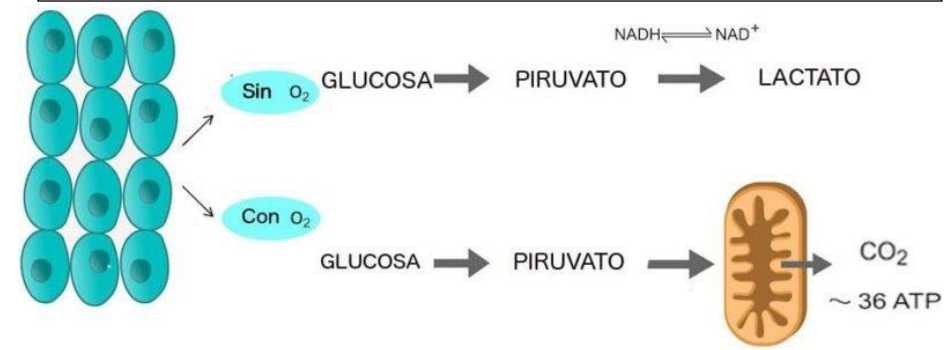 NADH ⇌ NAD⁺
Sin O₂ GLUCOSA PIRUVATO LACTATO
Con O₂
GLUCOSA PIRUVATO CO₂
~ 36 ATP